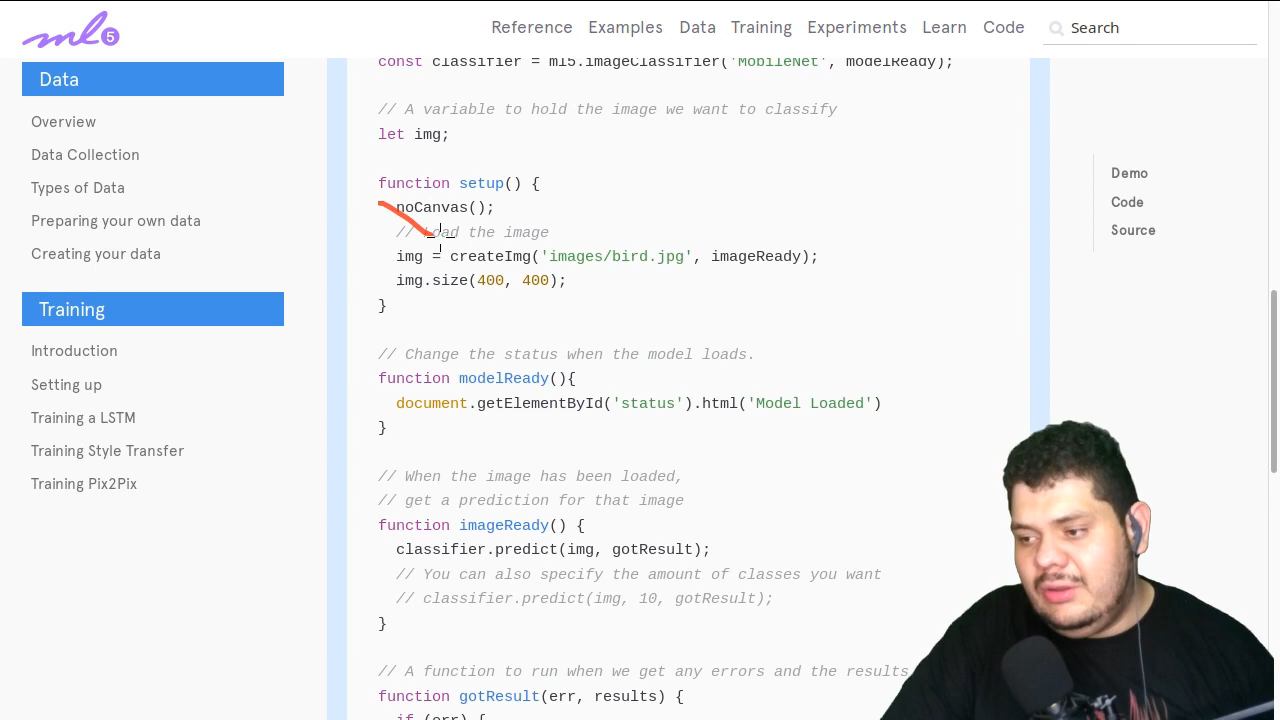 ml5
Reference Examples Data Training Experiments Learn Code Search
Data
Overview
Data Collection
Types of Data
Preparing your own data
Creating your data
Training
Introduction
Setting up
Training a LSTM
Training Style Transfer
Training Pix2Pix
const classifier = ml5.imageClassifier('MobileNet', modelReady);
// A variable to hold the image we want to classify
let img;
function setup() {
noCanvas();
// Load the image
img = createImg('images/bird.jpg', imageReady);
img.size(400, 400);
}
// Change the status when the model loads.
function modelReady(){
document.getElementById('status').html('Model Loaded')
}
// When the image has been loaded,
// get a prediction for that image
function imageReady() {
classifier.predict(img, gotResult);
// You can also specify the amount of classes you want
// classifier.predict(img, 10, gotResult);
}
// A function to run when we get any errors and the results
function gotResult(err, results) {
if (err) {
Demo
Code
Source